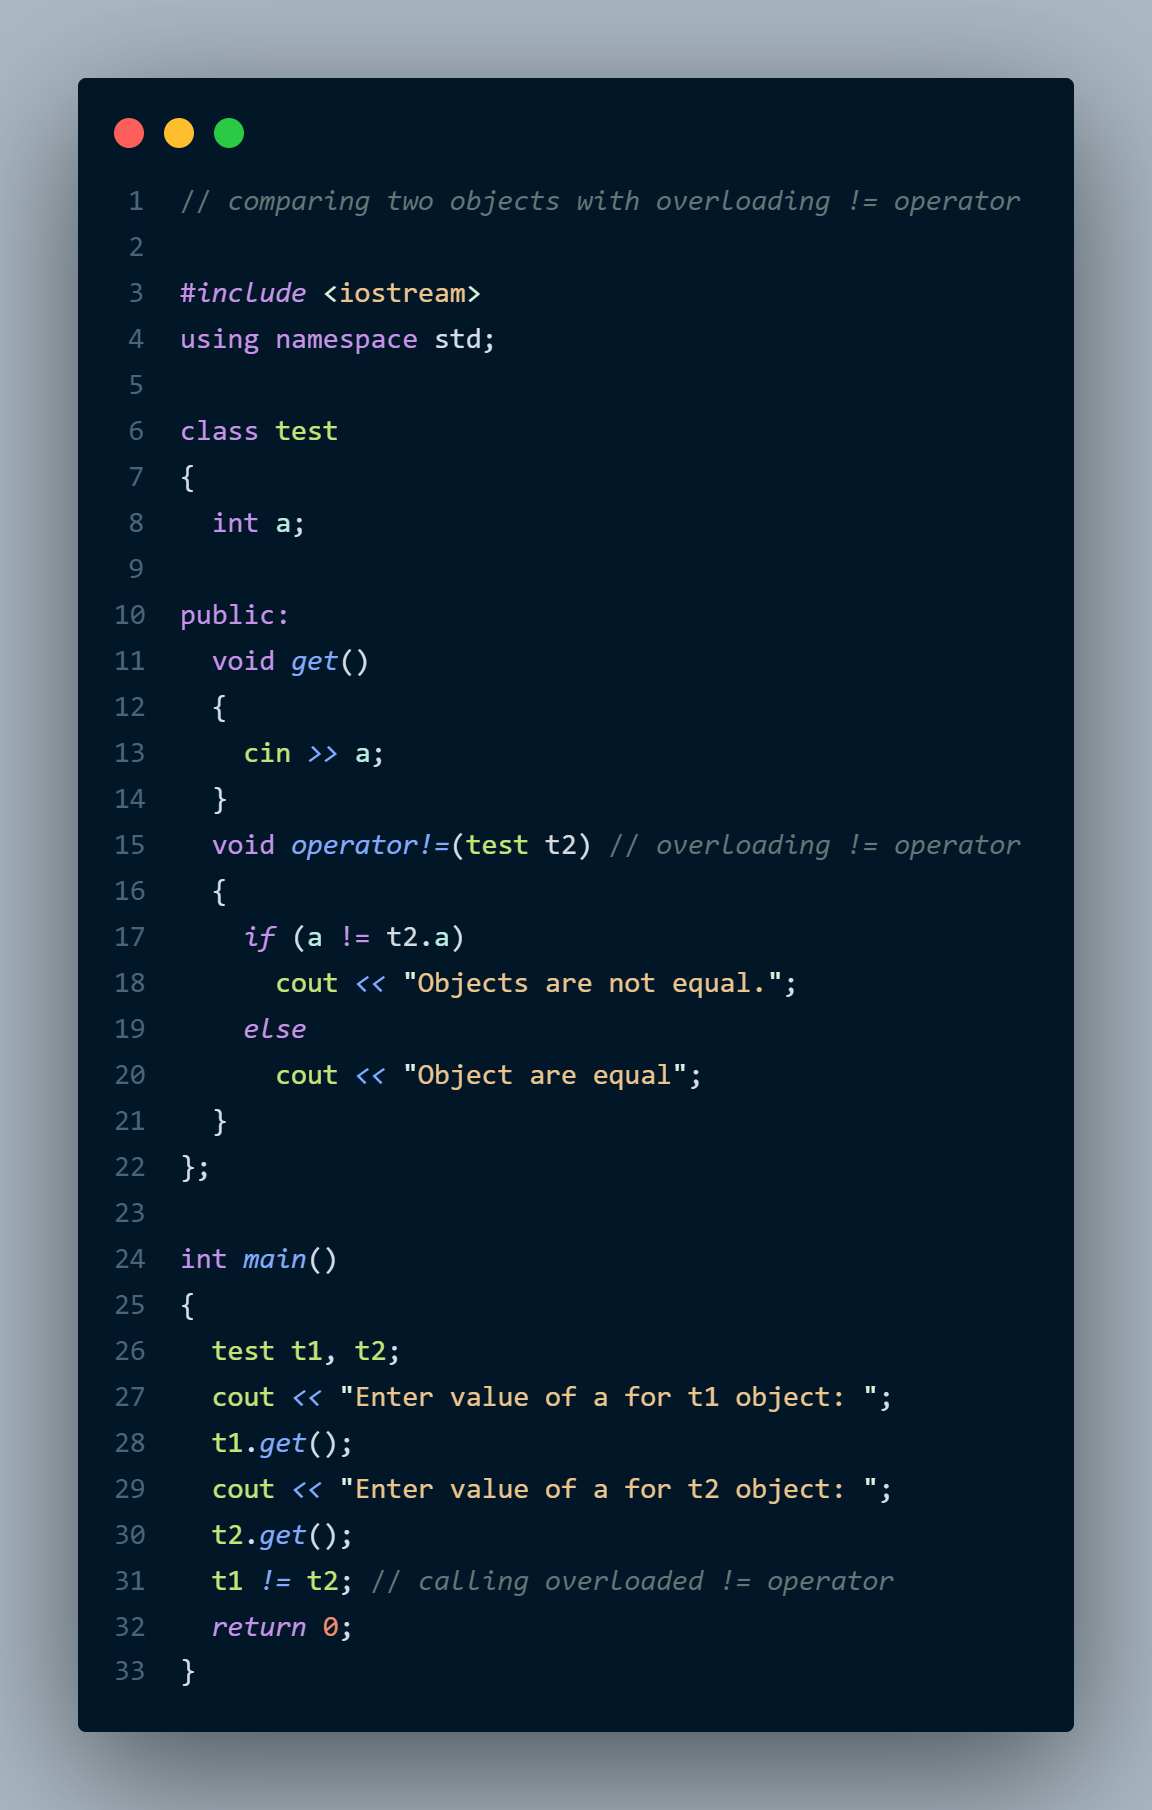 1 // comparing two objects with overloading != operator
2
3 #include <iostream>
4 using namespace std;
5
6 class test
7 {
8   int a;
9
10 public:
11   void get()
12   {
13     cin >> a;
14   }
15   void operator!=(test t2) // overloading != operator
16   {
17     if (a != t2.a)
18       cout << "Objects are not equal.";
19     else
20       cout << "Object are equal";
21   }
22 };
23
24 int main()
25 {
26   test t1, t2;
27   cout << "Enter value of a for t1 object: ";
28   t1.get();
29   cout << "Enter value of a for t2 object: ";
30   t2.get();
31   t1 != t2; // calling overloaded != operator
32   return 0;
33 }